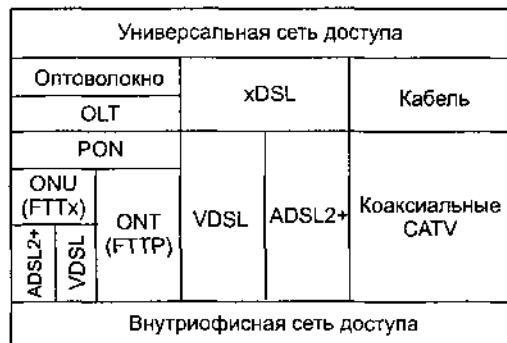 Универсальная сеть доступа
Оптоволокно
xDSL
Кабель
OLT
PON
ONU
(FTTx)
ONT
(FTTP)
VDSL
ADSL2+
Коаксиальные
CATV
ADSL2+
VDSL
Внутриофисная сеть доступа